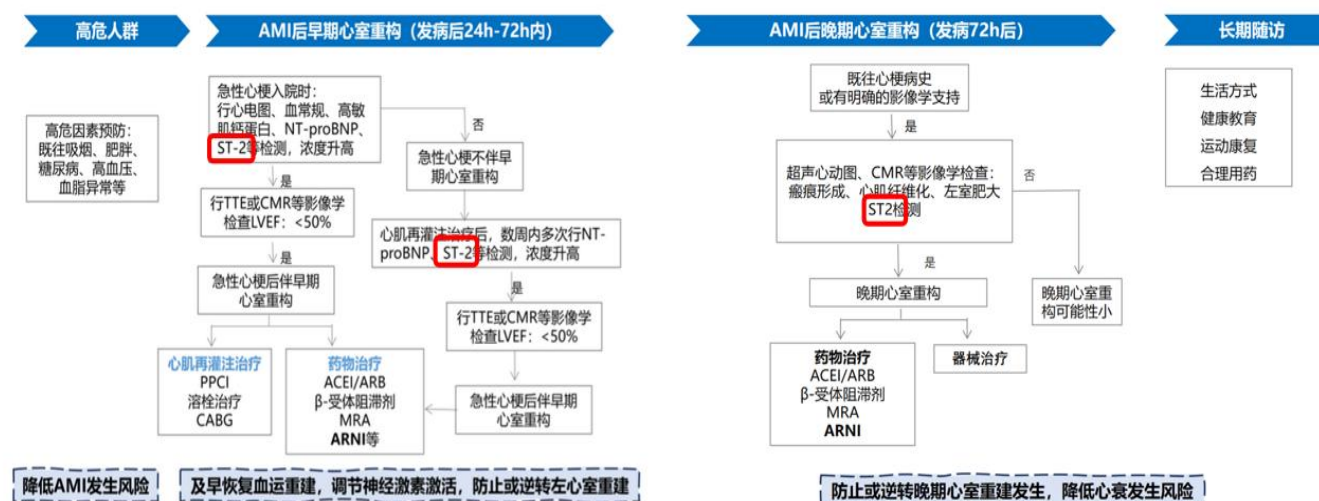 高危人群
AMI后早期心室重构（发病后24h-72h内）
AMI后晚期心室重构（发病72h后）
长期随访
高危因素预防：
既往吸烟、肥胖、
糖尿病、高血压、
血脂异常等
急性心梗入院时：
行心电图、血常规、高敏
肌钙蛋白、NT-proBNP、
ST-2等检测，浓度升高
否
是
急性心梗不伴早
期心室重构
行TTE或CMR等影像学
检查LVEF：<50%
心肌再灌注治疗后，数周内多次行NT-
proBNP、ST-2等检测，浓度升高
是
急性心梗后伴早期
心室重构
是
行TTE或CMR等影像学
检查LVEF：<50%
心肌再灌注治疗
PPCI
溶栓治疗
CABG
药物治疗
ACEI/ARB
β-受体阻滞剂
MRA
ARNI等
急性心梗后伴早期
心室重构
既往心梗病史
或有明确的影像学支持
是
超声心动图、CMR等影像学检查：
瘢痕形成、心肌纤维化、左室肥大
ST2检测
否
是
晚期心室重构
晚期心室重
构可能性小
药物治疗
ACEI/ARB
β-受体阻滞剂
MRA
ARNI
器械治疗
生活方式
健康教育
运动康复
合理用药
降低AMI发生风险
及早恢复血运重建，调节神经激素激活，防止或逆转左心室重建
防止或逆转晚期心室重建发生，降低心衰发生风险